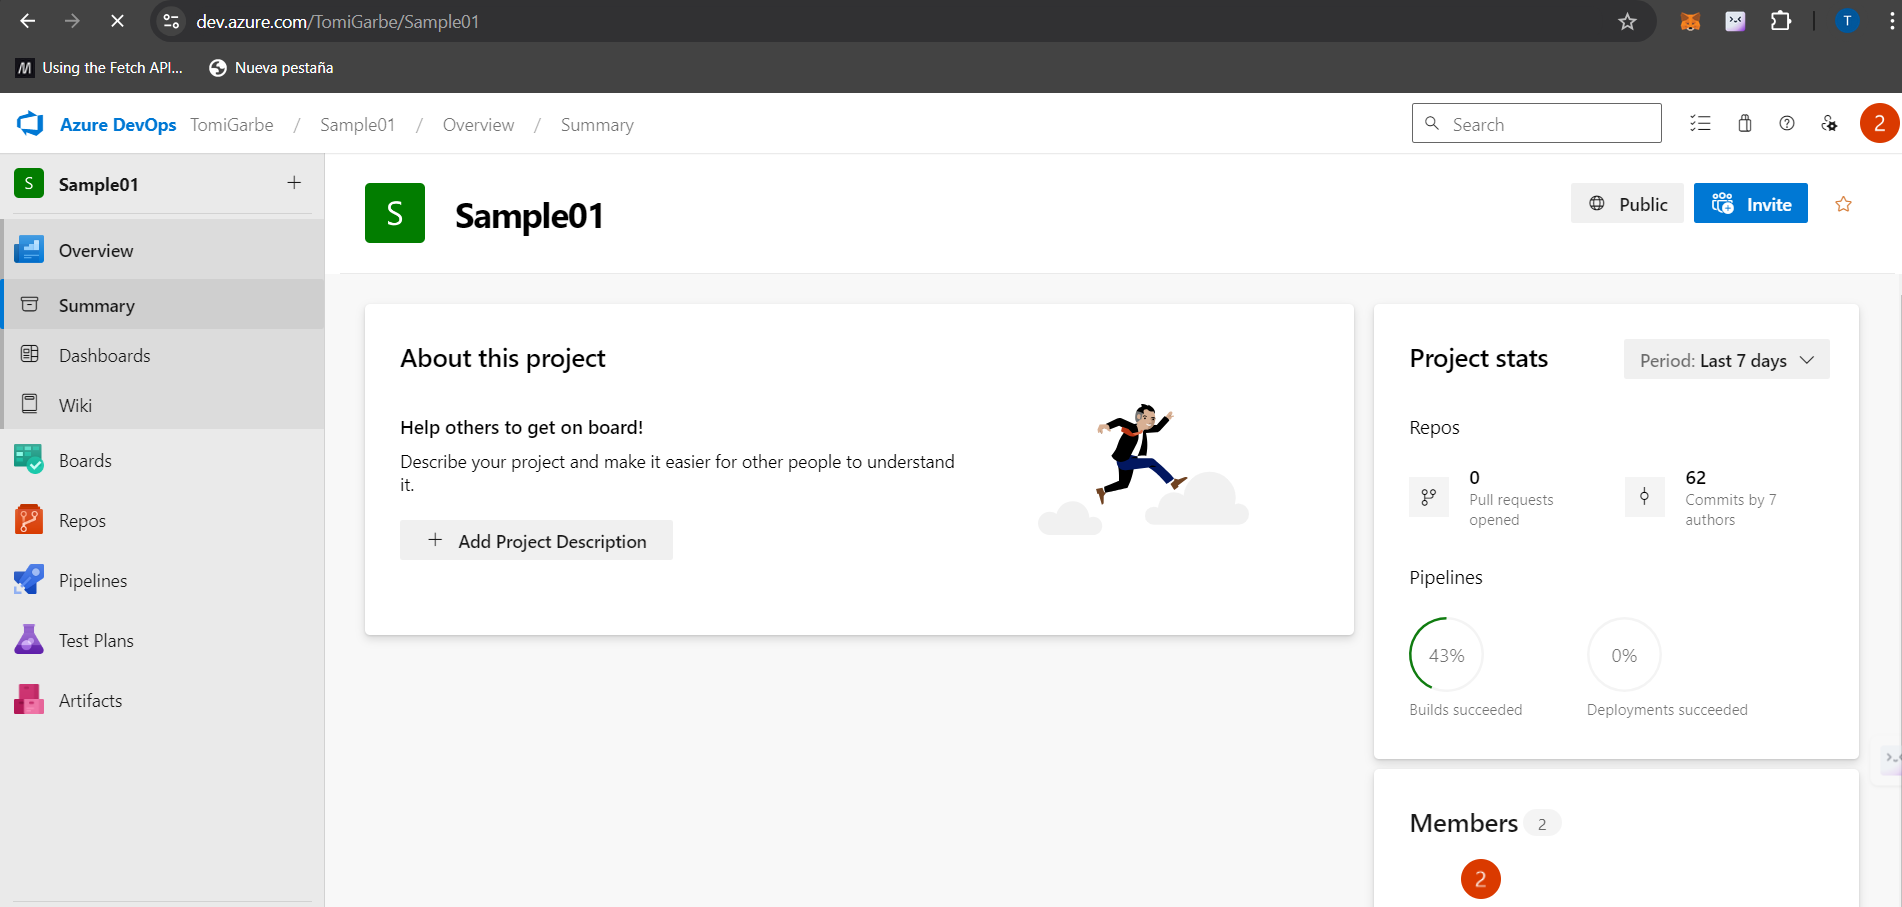 dev.azure.com/TomiGarbe/Sample01
T
Using the Fetch API...
Nueva pestaña
Azure DevOps TomiGarbe / Sample01 / Overview / Summary
Search
2
S Sample01
Overview
Summary
Dashboards
Wiki
Boards
Repos
Pipelines
Test Plans
Artifacts
S Sample01
Public
Invite
About this project
Help others to get on board!
Describe your project and make it easier for other people to understand
it.
+ Add Project Description
Project stats
Period: Last 7 days
Repos
0
Pull requests
opened
62
Commits by 7
authors
Pipelines
43%
Builds succeeded
0%
Deployments succeeded
Members 2
2